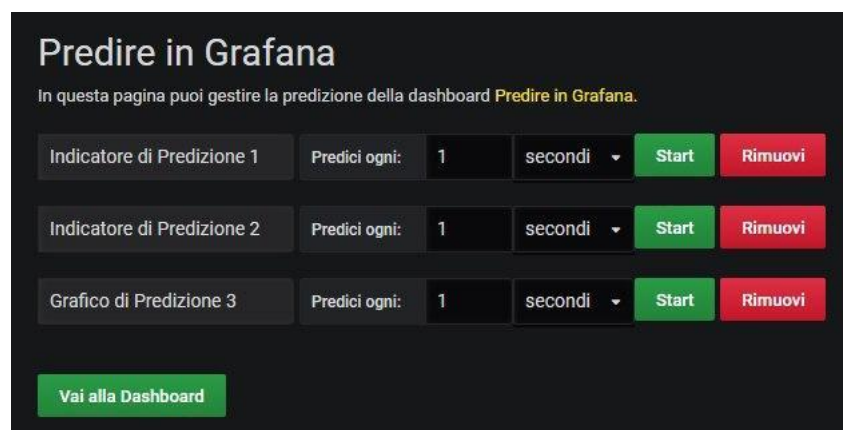 Predire in Grafana
In questa pagina puoi gestire la predizione della dashboard Predire in Grafana.
Indicatore di Predizione 1 Predici ogni: 1 secondi Start Rimuovi
Indicatore di Predizione 2 Predici ogni: 1 secondi Start Rimuovi
Grafico di Predizione 3 Predici ogni: 1 secondi Start Rimuovi
Vai alla Dashboard